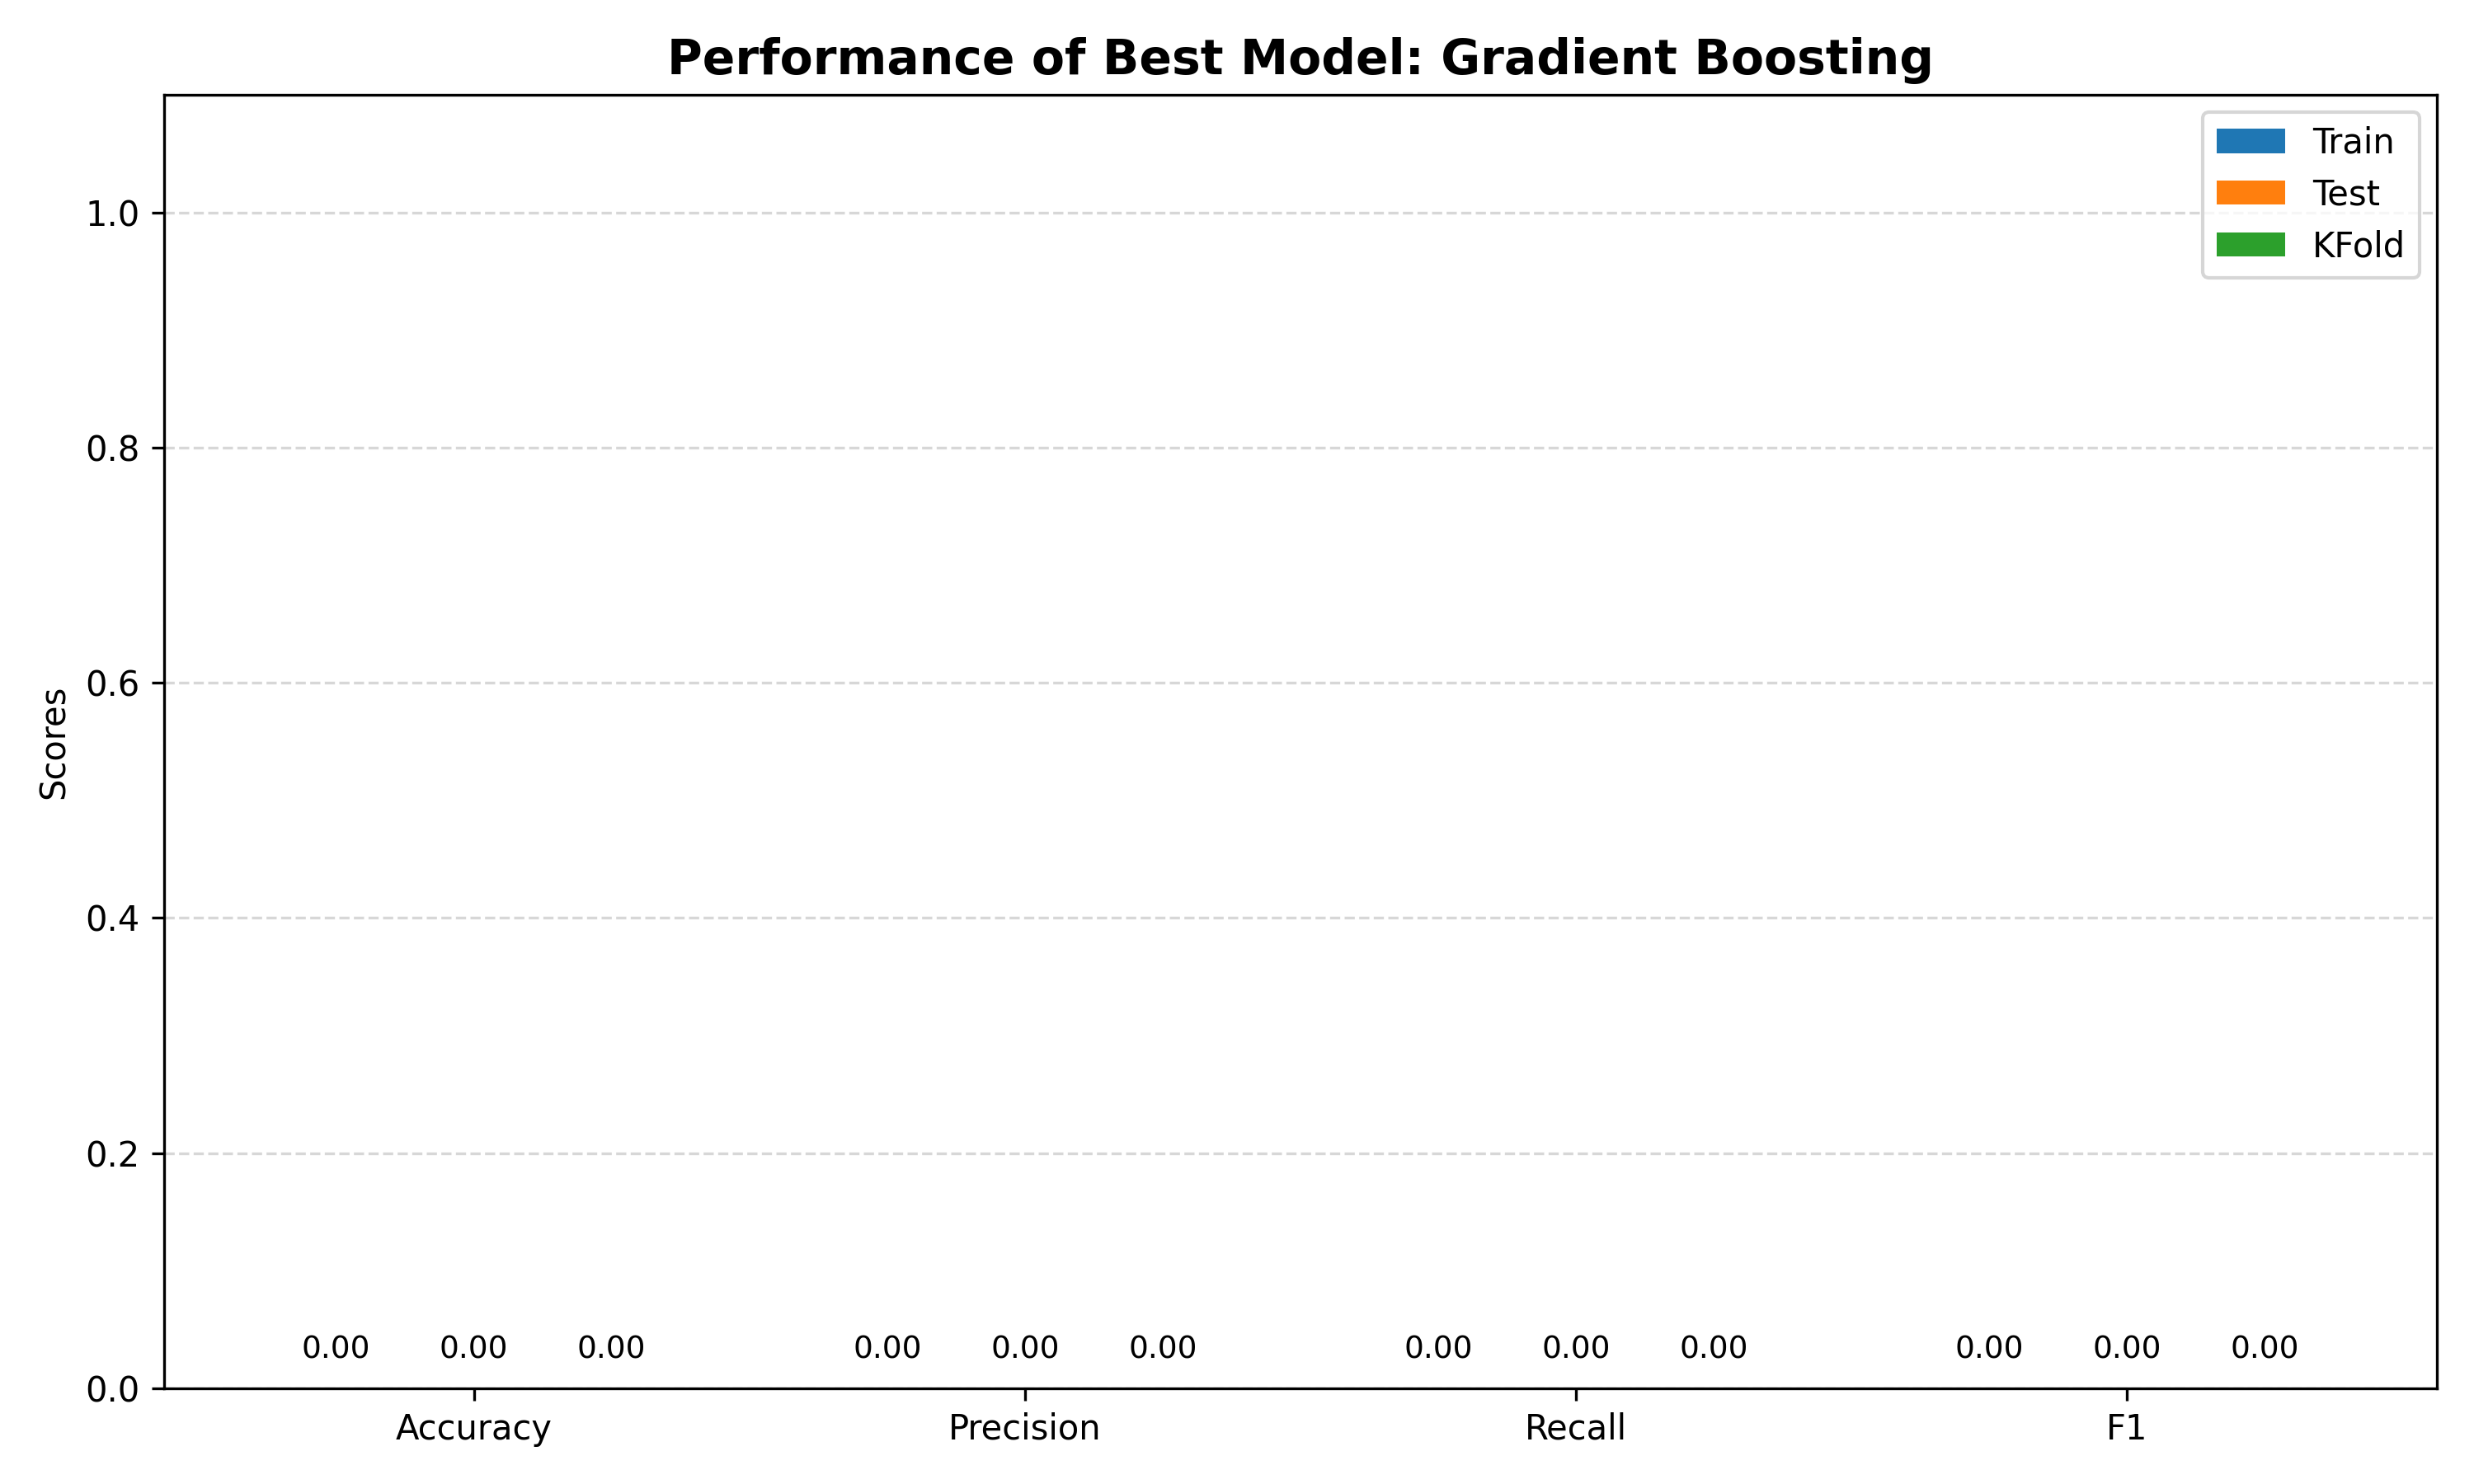 Performance of Best Model: Gradient Boosting
Train
Test
KFold
1.0
0.8
0.6
0.4
0.2
0.0
Scores
0.00 0.00 0.00 0.00 0.00 0.00 0.00 0.00 0.00 0.00 0.00 0.00
Accuracy Precision Recall F1